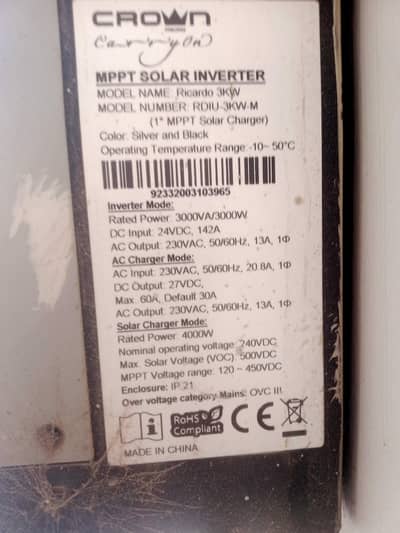 CROWN
MICRO
Carry On
MPPT SOLAR INVERTER
MODEL NAME: Ricardo 3KW
MODEL NUMBER: RDIU-3KW-M
(1* MPPT Solar Charger)
Color: Silver and Black
Operating Temperature Range: -10~ 50°C
92332003103965
Inverter Mode:
Rated Power: 3000VA/3000W
DC Input: 24VDC, 142A
AC Output: 230VAC, 50/60HZ, 13A, 1Φ
AC Charger Mode:
AC Input: 230VAC, 50/60HZ, 20.8A, 1Φ
DC Output: 27VDC,
Max. 60A, Default 30A
AC Output: 230VAC, 50/60HZ, 13A, 1Φ
Solar Charger Mode:
Rated Power: 4000W
Nominal operating voltage: 240VDC
Max. Solar Voltage (VOC): 500VDC
MPPT Voltage range: 120 ~ 450VDC
Enclosure: IP 21
Over voltage category Mains: OVC III
i
RoHS
Compliant
CE
MADE IN CHINA